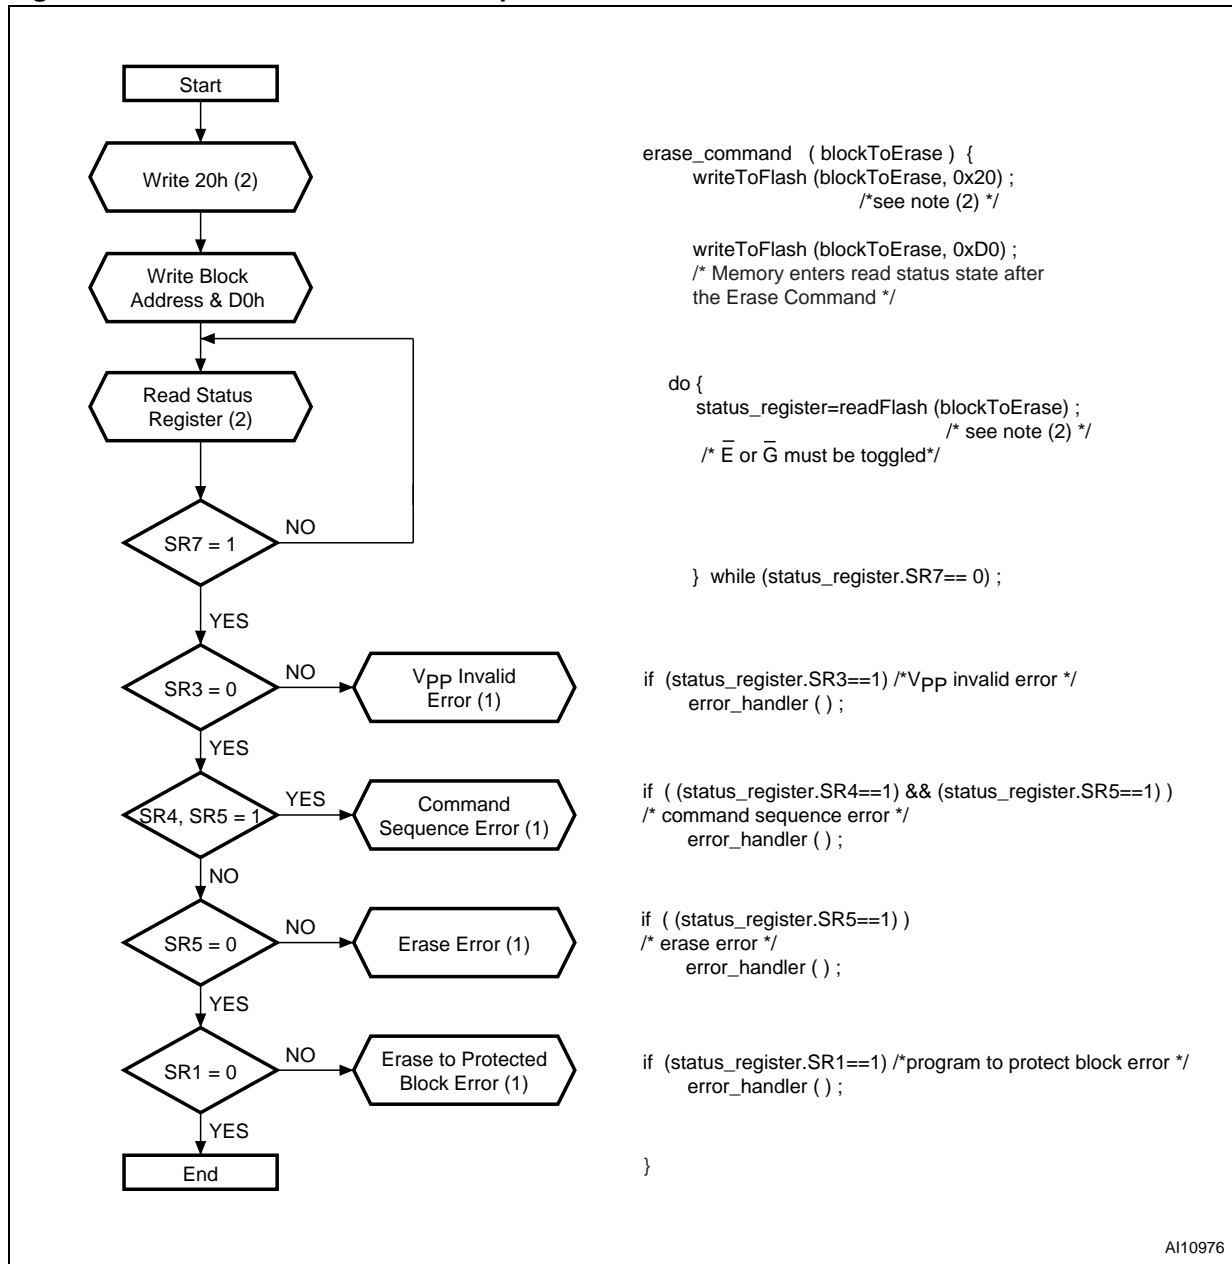 Start
Write 20h (2)
Write Block
Address & D0h
Read Status
Register (2)
SR7 = 1
NO
YES
SR3 = 0
NO
VPP Invalid
Error (1)
YES
SR4, SR5 = 1
YES
Command
Sequence Error (1)
NO
SR5 = 0
NO
Erase Error (1)
YES
SR1 = 0
NO
Erase to Protected
Block Error (1)
YES
End
erase_command ( blockToErase ) {
writeToFlash (blockToErase, 0x20) ;
/*see note (2) */
writeToFlash (blockToErase, 0xD0) ;
/* Memory enters read status state after
the Erase Command */
do {
status_register=readFlash (blockToErase) ;
/* see note (2) */
/* E̅ or G̅ must be toggled*/
} while (status_register.SR7== 0) ;
if (status_register.SR3==1) /*VPP invalid error */
error_handler ( ) ;
if ( (status_register.SR4==1) && (status_register.SR5==1) )
/* command sequence error */
error_handler ( ) ;
if ( (status_register.SR5==1) )
/* erase error */
error_handler ( ) ;
if (status_register.SR1==1) /*program to protect block error */
error_handler ( ) ;
}
AI10976